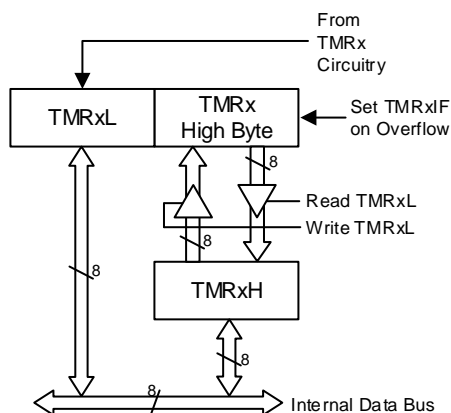 From
TMRx
Circuitry
TMRxL
TMRx
High Byte
Set TMRxIF
on Overflow
8
Read TMRxL
Write TMRxL
8
8
TMRxH
8
8
Internal Data Bus